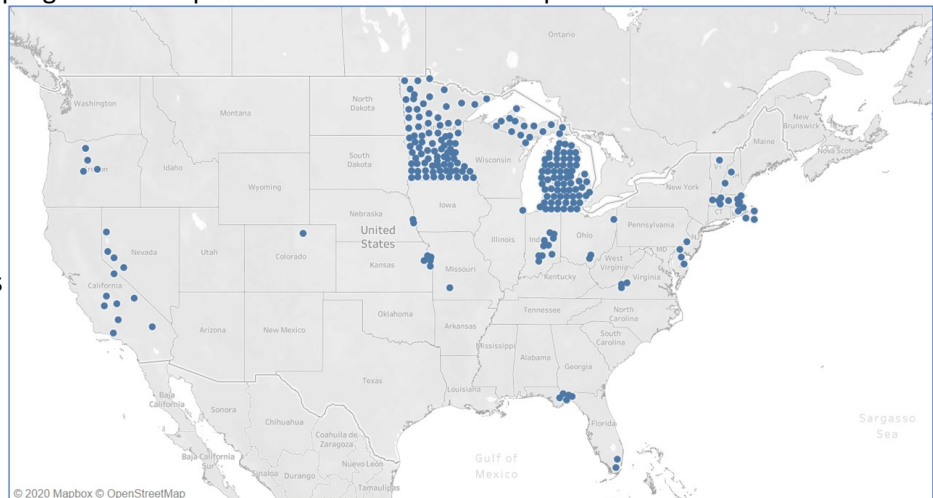 Ontario
Washington
Montana
North
Dakota
New
Brunswick
Maine
Nova Scotia
Idaho
South
Dakota
Wisconsin
Wyoming
New York
Iowa
Nebraska
United
States
Nevada
Utah
Colorado
Kansas
Missouri
Illinois
Ind
Ohio
Pennsylvania
CT
MD
NJ
West
Virginia
Virginia
Kentucky
California
Arizona
New Mexico
Oklahoma
Arkansas
Tennessee
North
Carolina
South
Carolina
Mississippi
Alabama
Georgia
Texas
Louisiana
Florida
Baja
California
Sonora
Chihuahua
Coahuila de
Zaragoza
Baja California
Sur
Sinaloa
Durango
Nuevo León
Tamaulipas
Gulf of
Mexico
Sargasso
Sea
© 2020 Mapbox © OpenStreetMap